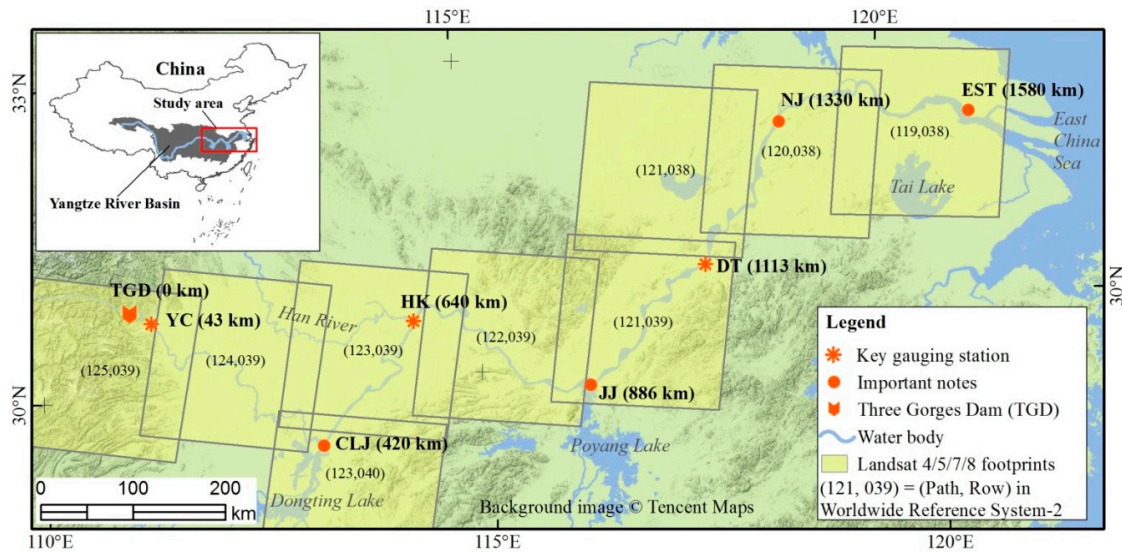 115°E
120°E
China
Study area
Yangtze River Basin
33°N
30°N
30°N
NJ (1330 km)
EST (1580 km)
(119,038)
(120,038)
(121,038)
East
China
Sea
Tai Lake
DT (1113 km)
TGD (0 km)
YC (43 km)
Han River
HK (640 km)
(125,039)
(124,039)
(123,039)
(122,039)
(121,039)
JJ (886 km)
CLJ (420 km)
(123,040)
Poyang Lake
Dongting Lake
Legend
Key gauging station
Important notes
Three Gorges Dam (TGD)
Water body
Landsat 4/5/7/8 footprints
(121, 039) = (Path, Row) in
Worldwide Reference System-2
0 100 200
km
Background image © Tencent Maps
110°E
115°E
120°E